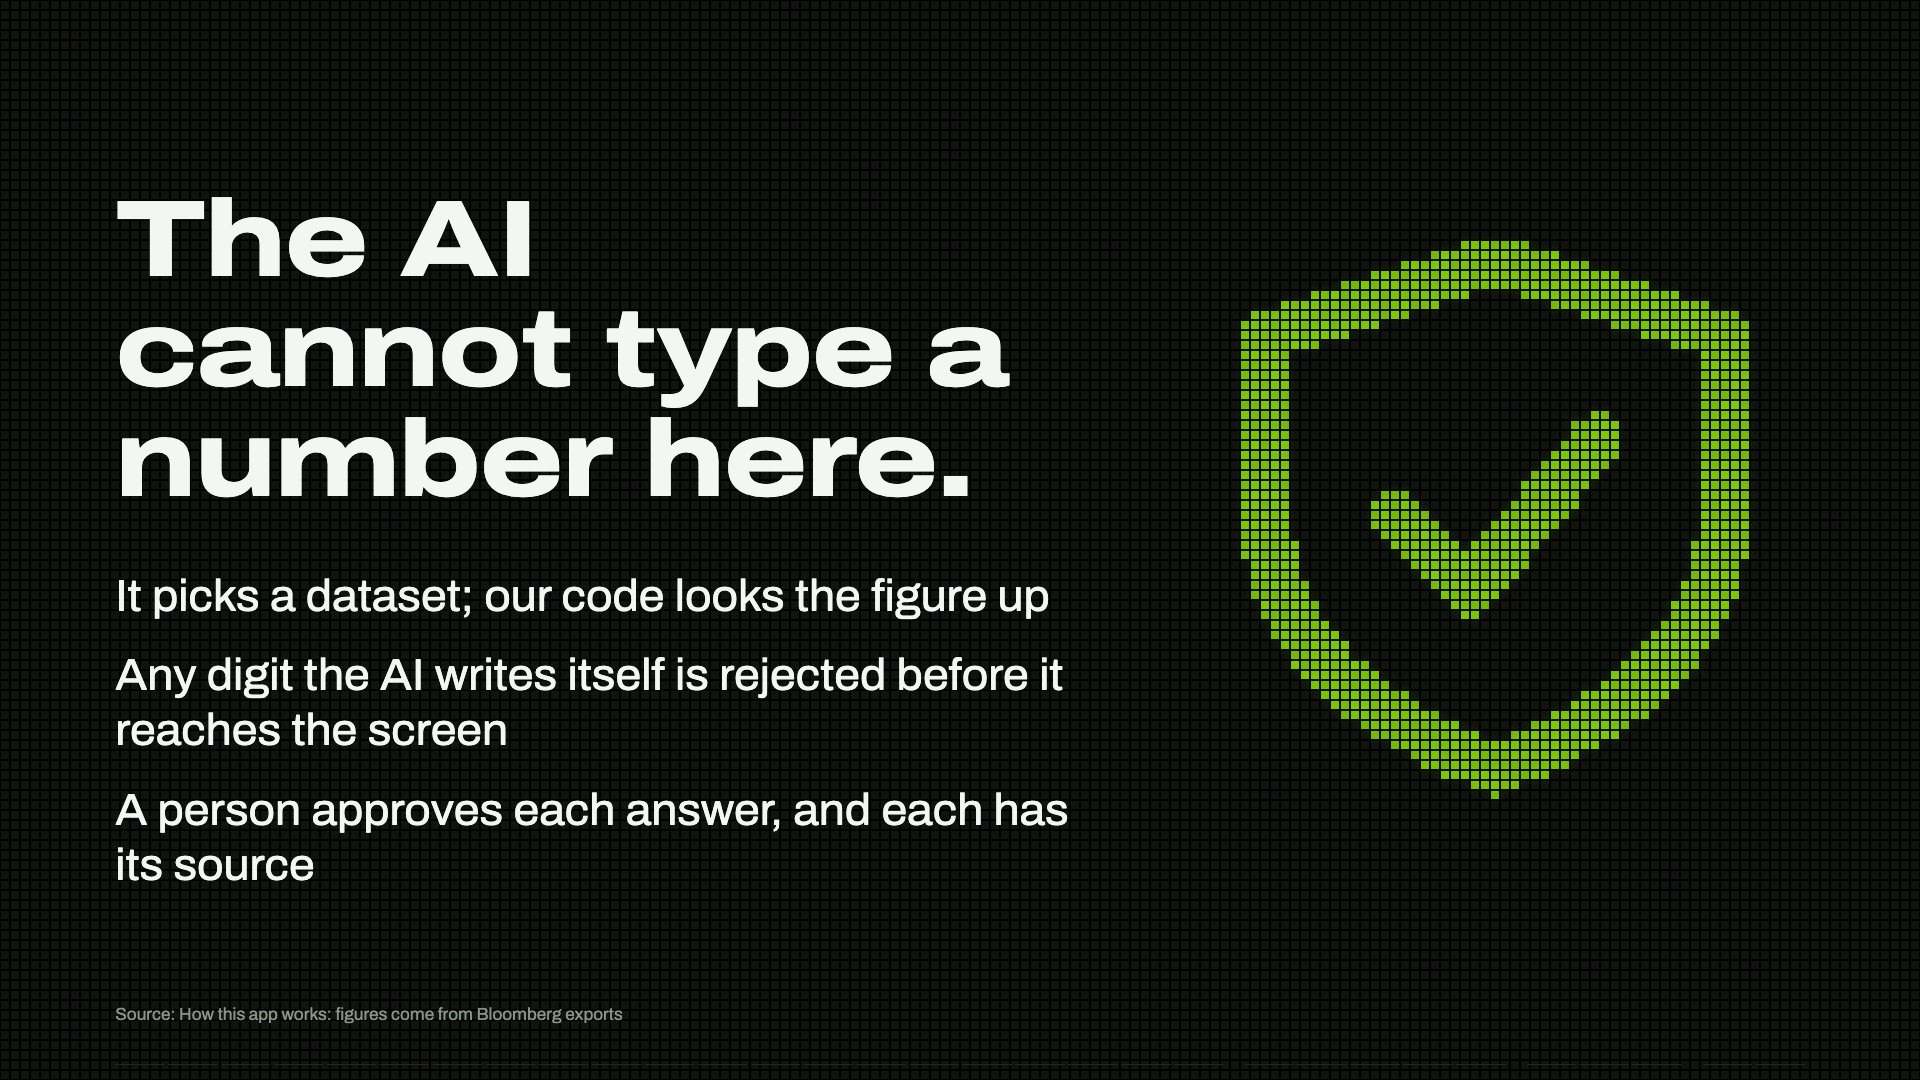 The AI
cannot type a
number here.
It picks a dataset; our code looks the figure up
Any digit the AI writes itself is rejected before it
reaches the screen
A person approves each answer, and each has
its source
Source: How this app works: figures come from Bloomberg exports